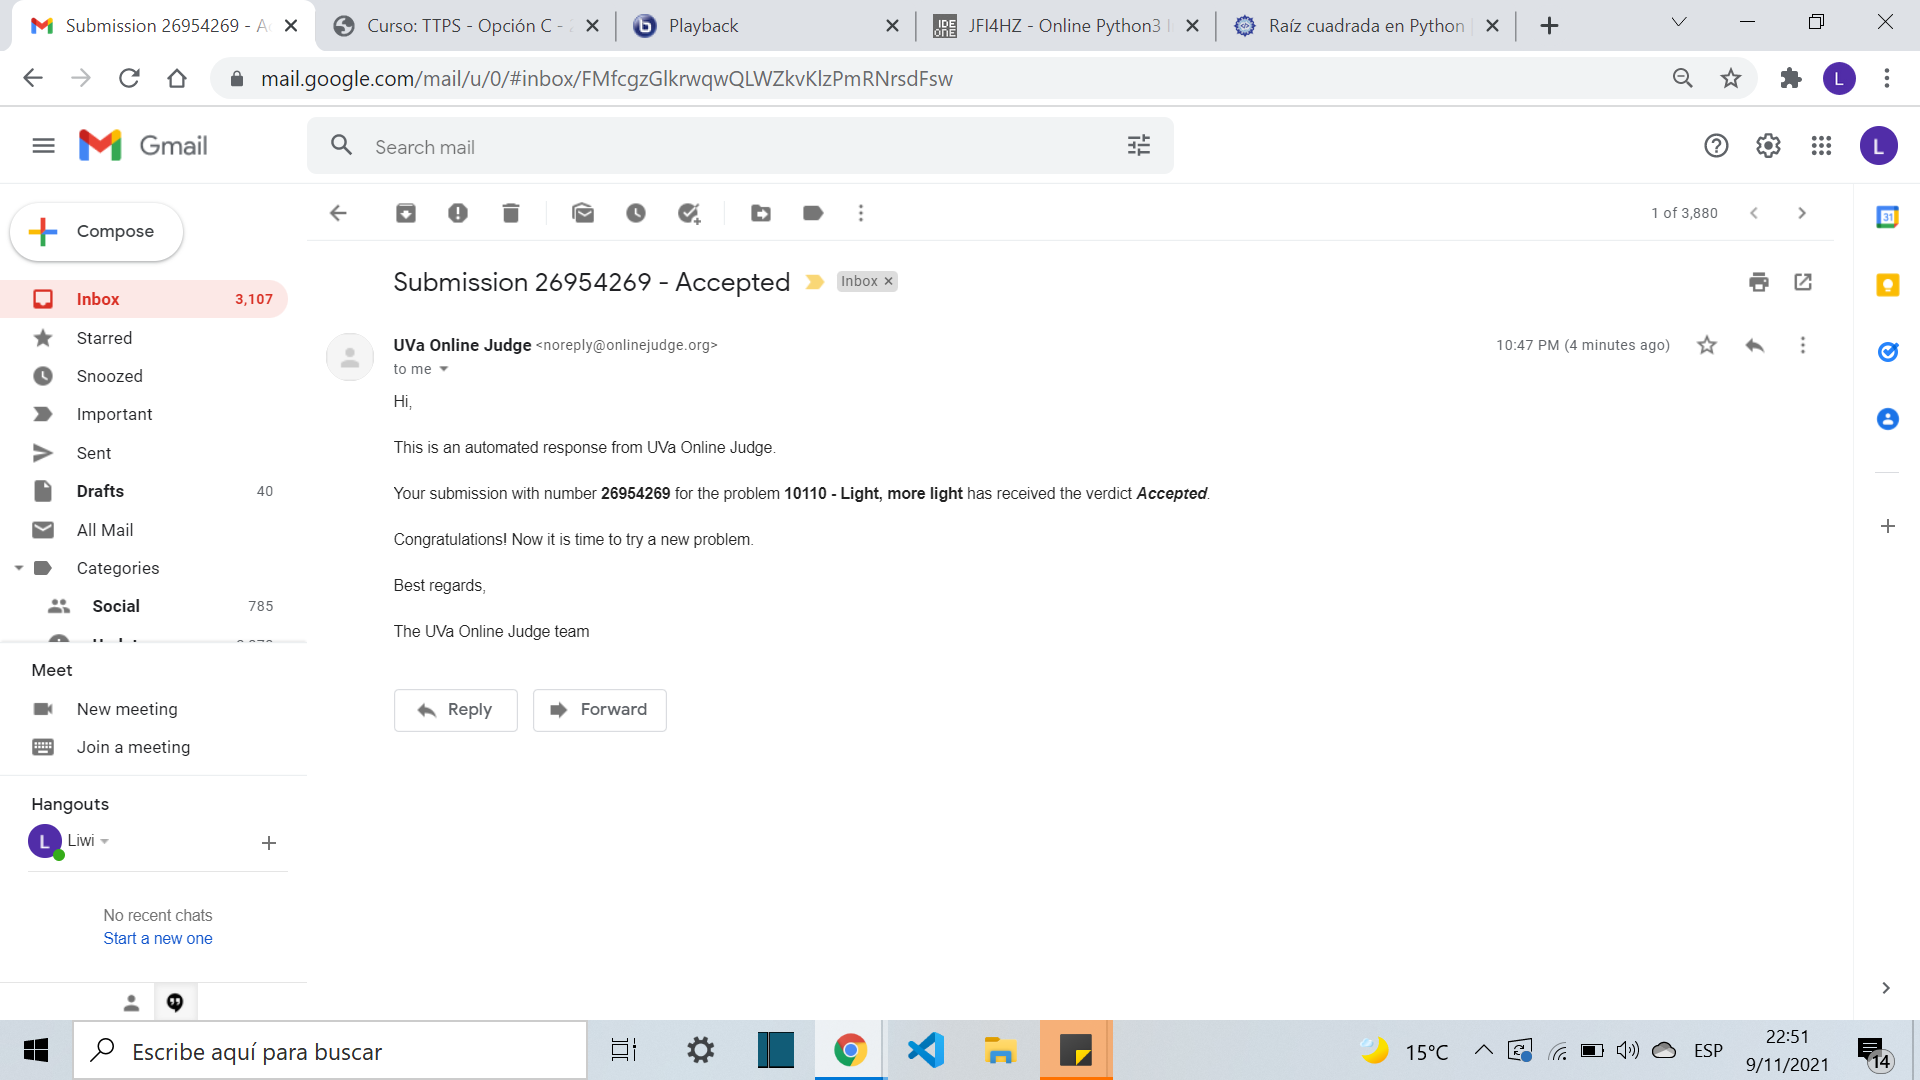 Submission 26954269 - A
Curso: TTPS - Opción C -
Playback
JFI4HZ - Online Python3 I
Raíz cuadrada en Python
mail.google.com/mail/u/0/#inbox/FMfcgzGlkrwqwQLWZkvKlzPmRNrsdFsw
L
Gmail
Search mail
L
Compose
1 of 3,880
31
Submission 26954269 - Accepted
Inbox
Inbox 3,107
Starred
Snoozed
Important
Sent
Drafts 40
All Mail
Categories
Social 785
UVa Online Judge <noreply@onlinejudge.org>
10:47 PM (4 minutes ago)
to me
Hi,
This is an automated response from UVa Online Judge.
Your submission with number 26954269 for the problem 10110 - Light, more light has received the verdict Accepted.
Congratulations! Now it is time to try a new problem.
Best regards,
The UVa Online Judge team
Reply
Forward
Meet
New meeting
Join a meeting
Hangouts
L
Liwi
No recent chats
Start a new one
Escribe aquí para buscar
15°C
ESP
22:51
9/11/2021
14